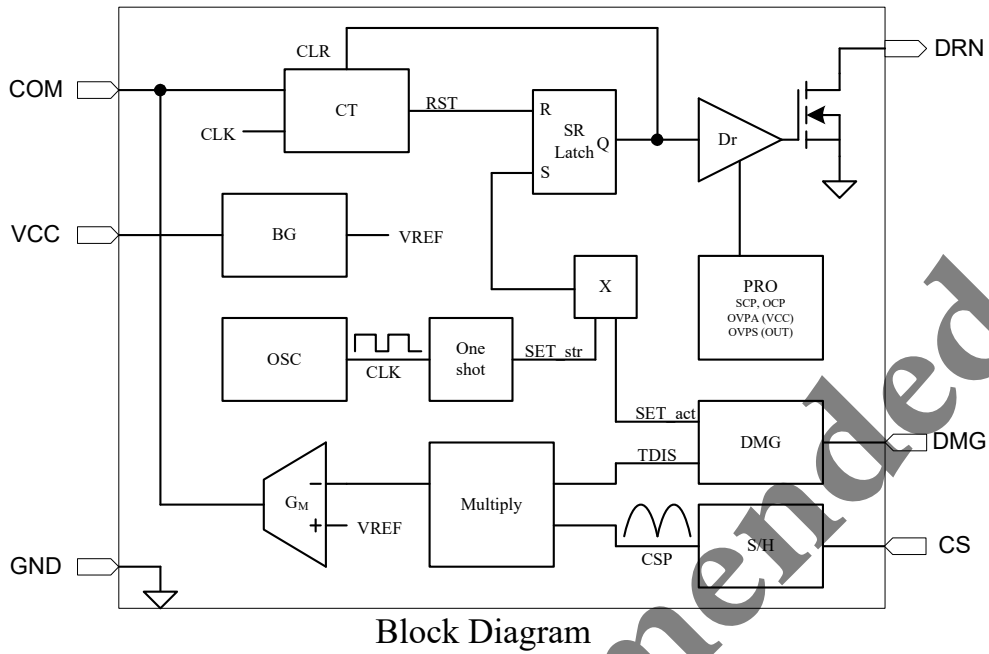 CLR
DRN
COM
CT
RST
R
SR
Latch
Q
S
Dr
CLK
VCC
BG
VREF
X
PRO
SCP, OCP
OVPA (VCC)
OVPS (OUT)
OSC
CLK
One
shot
SET_str
SET_act
DMG
DMG
TDIS
GM
VREF
Multiply
CSP
S/H
CS
GND
Block Diagram
mended